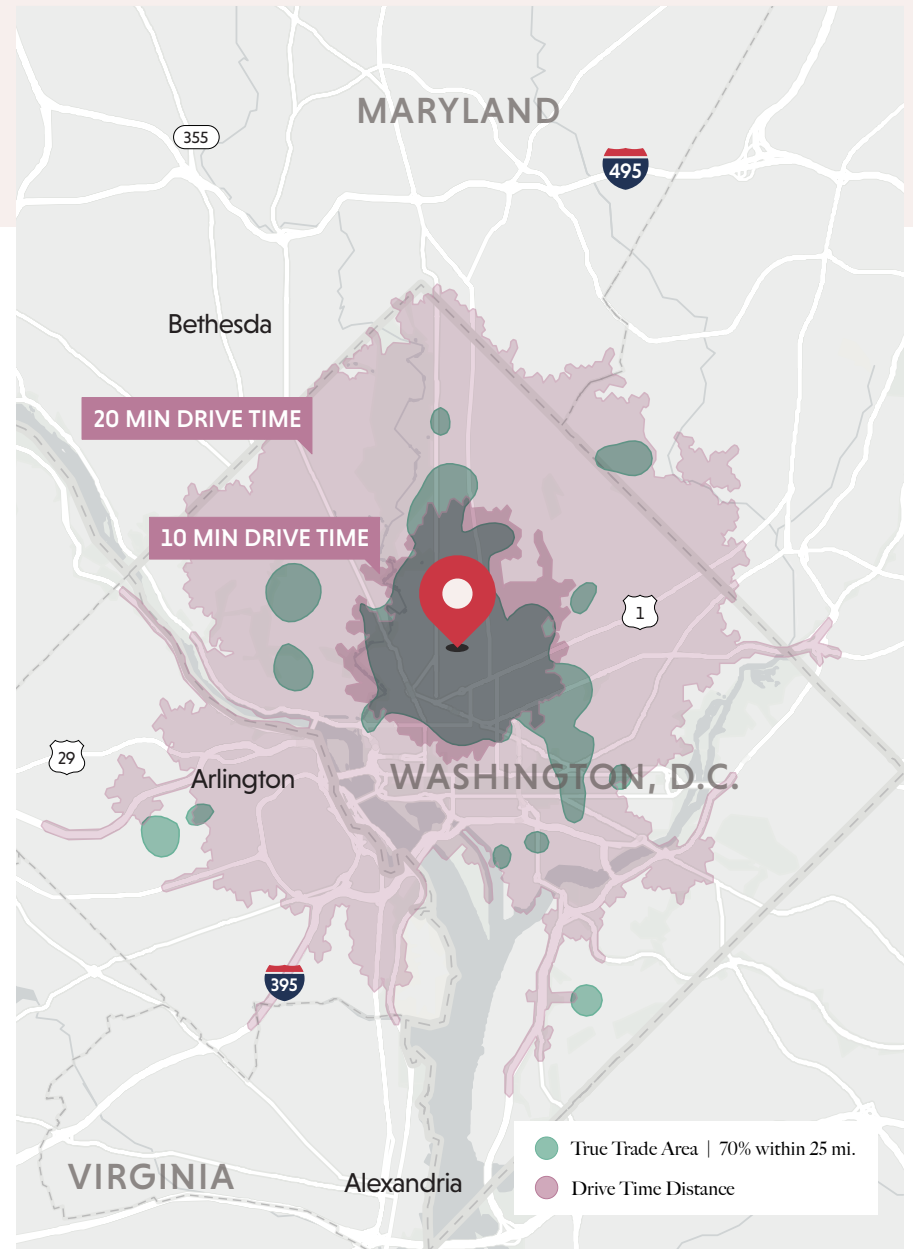 MARYLAND
355
495
Bethesda
20 MIN DRIVE TIME
10 MIN DRIVE TIME
1
29
Arlington
WASHINGTON, D.C.
395
True Trade Area | 70% within 25 mi.
VIRGINIA
Alexandria
Drive Time Distance